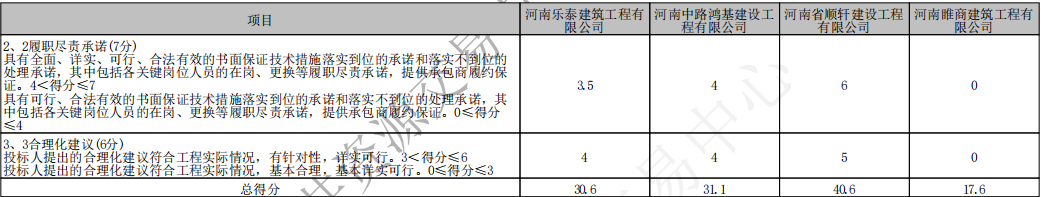 项目
河南乐泰建筑工程有
限公司
河南中路鸿基建设工
程有限公司
河南省顺轩建设工程
有限公司
河南睢商建筑工程有
限公司
2、2履职尽责承诺(7分)
具有全面、详实、可行、合法有效的书面保证技术措施落实到位的承诺和落实不到位的
处理承诺，其中包括各关键岗位人员的在岗、更换等履职尽责承诺，提供承包商履约保
证。4＜得分≤7
具有可行、合法有效的书面保证技术措施落实到位的承诺和落实不到位的处理承诺，其
中包括各关键岗位人员的在岗、更换等履职尽责承诺，提供承包商履约保证。0≤得分
≤4
3.5
4
6
0
3、3合理化建议(6分)
投标人提出的合理化建议符合工程实际情况，有针对性，详实可行。3＜得分≤6
投标人提出的合理化建议符合工程实际情况，基本合理，基本详实可行。0≤得分≤3
4
4
5
0
总得分
30.6
31.1
40.6
17.6
资源交易
易中心